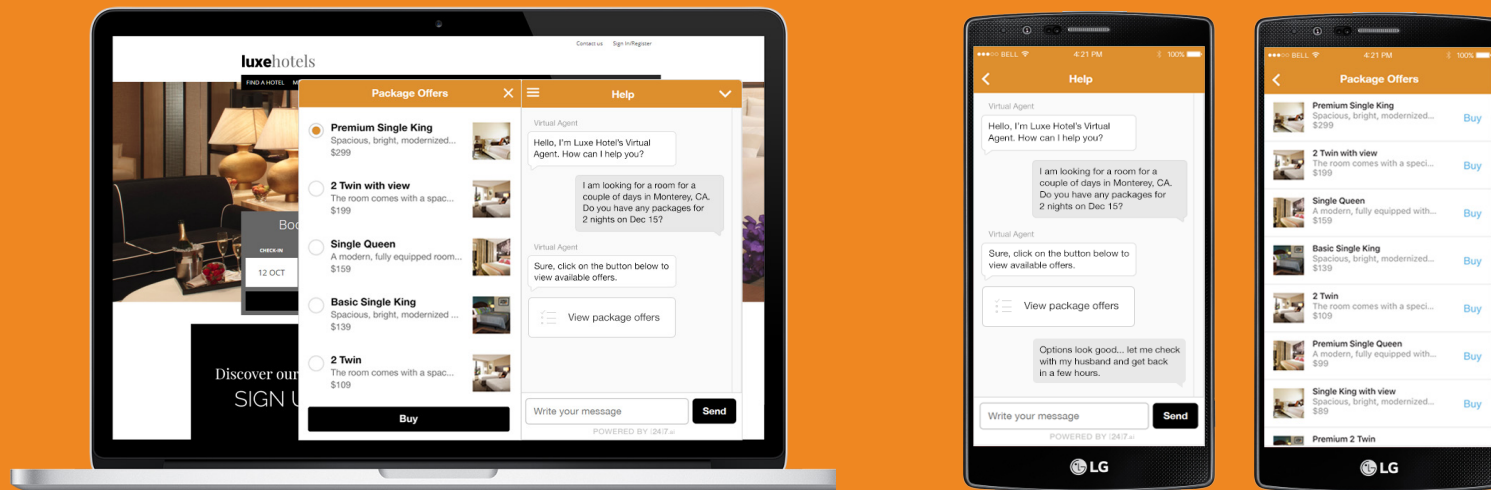 Contact us Sign In/Register
luxehotels
FIND A HOTEL
Package Offers
Premium Single King
Spacious, bright, modernized...
$299
2 Twin with view
The room comes with a spac...
$199
Single Queen
A modern, fully equipped room...
$159
Basic Single King
Spacious, bright, modernized ...
$139
2 Twin
The room comes with a spac...
$109
Buy
Boo
CHECK-IN
12 OCT
Discover our
SIGN U
Help
Virtual Agent
Hello, I'm Luxe Hotel's Virtual
Agent. How can I help you?
I am looking for a room for a
couple of days in Monterey, CA.
Do you have any packages for
2 nights on Dec 15?
Virtual Agent
Sure, click on the button below to
view available offers.
View package offers
Write your message
Send
POWERED BY [24]7.ai
BELL 4:21 PM 100%
Help
Virtual Agent
Hello, I'm Luxe Hotel's Virtual
Agent. How can I help you?
I am looking for a room for a
couple of days in Monterey, CA.
Do you have any packages for
2 nights on Dec 15?
Virtual Agent
Sure, click on the button below to
view available offers.
View package offers
Options look good... let me check
with my husband and get back
in a few hours.
Write your message
Send
POWERED BY [24]7.ai
LG
BELL 4:21 PM 100%
Package Offers
Premium Single King
Spacious, bright, modernized...
$299
Buy
2 Twin with view
The room comes with a speci...
$199
Buy
Single Queen
A modern, fully equipped with...
$159
Buy
Basic Single King
Spacious, bright, modernized...
$139
Buy
2 Twin
The room comes with a speci...
$109
Buy
Premium Single Queen
A modern, fully equipped with...
$99
Buy
Single King with view
Spacious, bright, modernized...
$89
Buy
Premium 2 Twin
LG